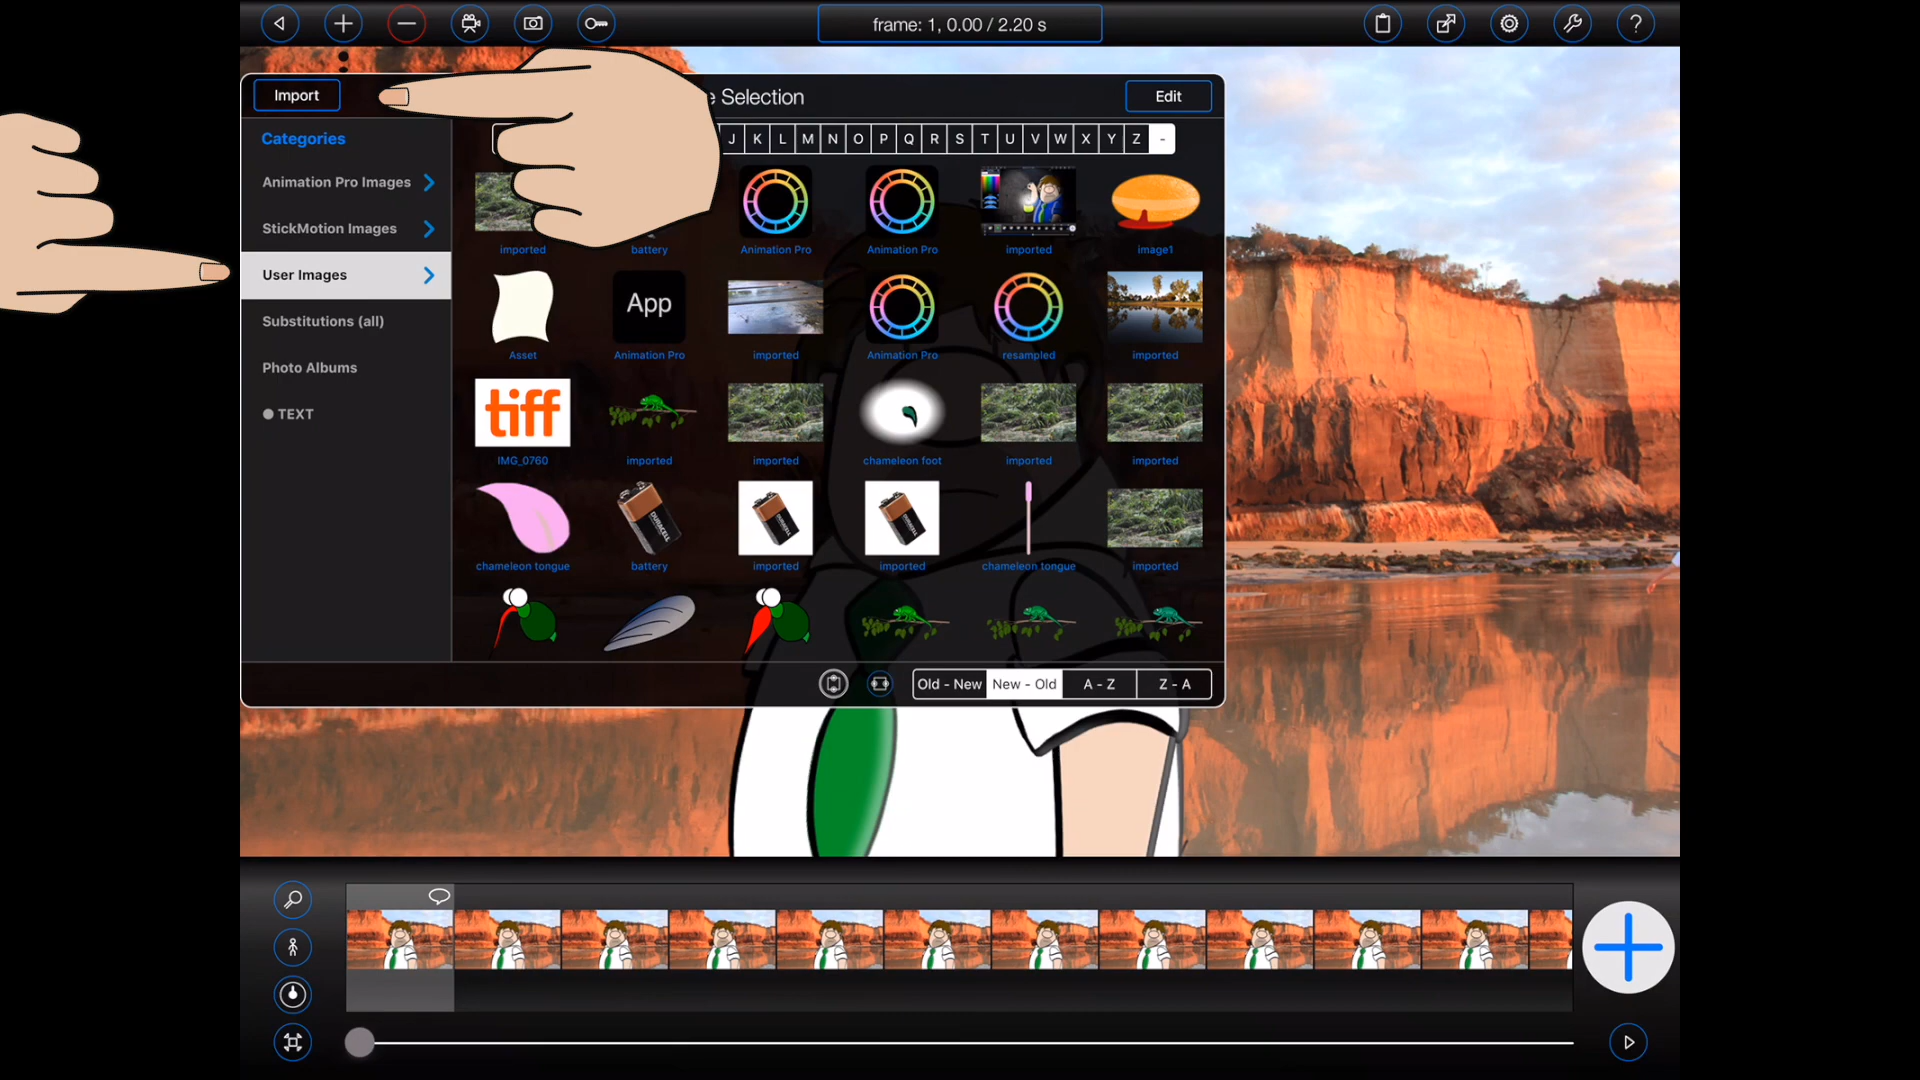 frame: 1, 0.00 / 2.20 s
?
Import
Selection
Edit
Categories
J K L M N O P Q R S T U V W X Y Z -
Animation Pro Images
StickMotion Images
User Images
Substitutions (all)
Photo Albums
TEXT
imported
battery
Animation Pro
Animation Pro
imported
image1
App
Asset
Animation Pro
imported
Animation Pro
resampled
imported
tiff
IMG_0760
imported
imported
chameleon foot
imported
imported
DURACELL
chameleon tongue
battery
imported
imported
chameleon tongue
imported
Old - New
New - Old
A - Z
Z - A